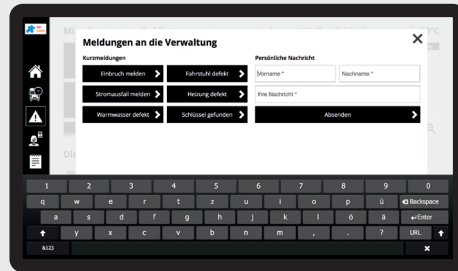 Meldungen an die Verwaltung
Kurzmeldungen
Einbruch melden
Fahrstuhl defekt
Stromausfall melden
Heizung defekt
Warmwasser defekt
Schlüssel gefunden
Persönliche Nachricht
Vorname *
Nachname *
Ihre Nachricht *
Absenden
1 2 3 4 5 6 7 8 9 0
q w e r t z u i o p ü Backspace
a s d f g h j k l ö ä Enter
y x c v b n m , . ? URL
&123